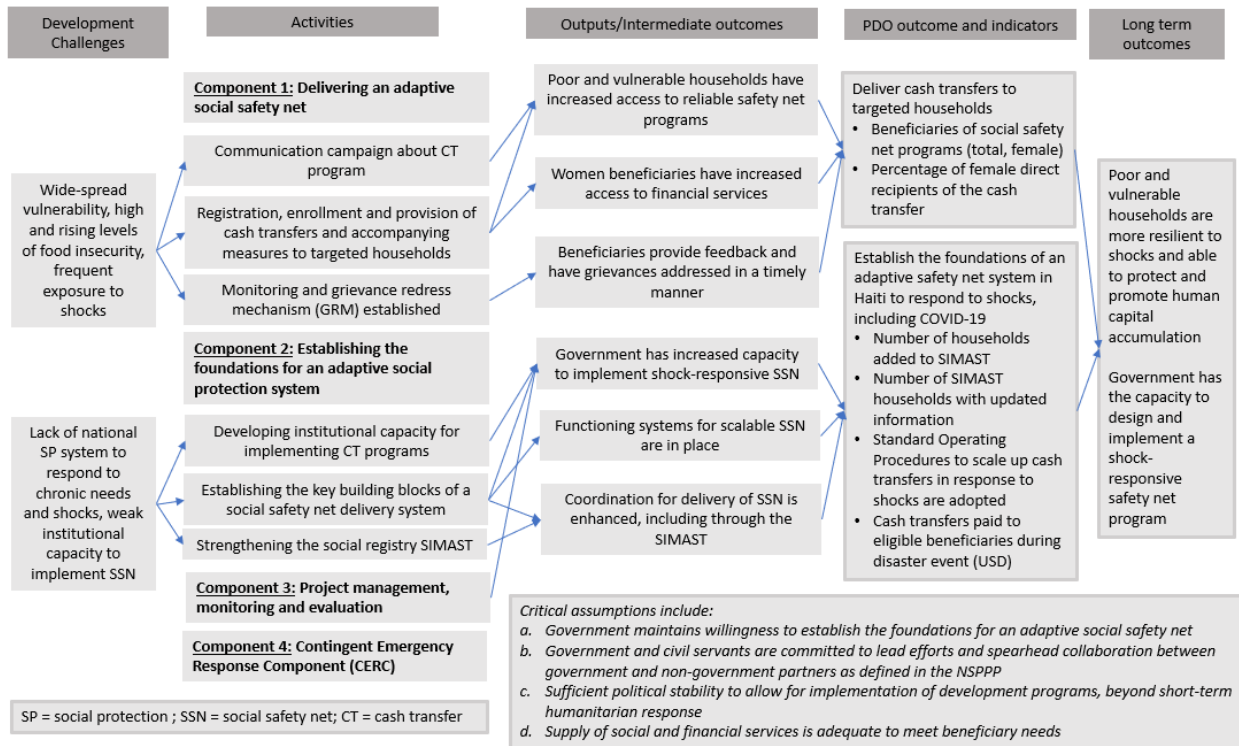 Development
Challenges
Activities
Outputs/Intermediate outcomes
PDO outcome and indicators
Long term
outcomes
Wide-spread
vulnerability, high
and rising levels
of food insecurity,
frequent
exposure to
shocks
Lack of national
SP system to
respond to
chronic needs
and shocks, weak
institutional
capacity to
implement SSN
Component 1: Delivering an adaptive
social safety net
Communication campaign about CT
program
Registration, enrollment and provision of
cash transfers and accompanying
measures to targeted households
Monitoring and grievance redress
mechanism (GRM) established
Component 2: Establishing the
foundations for an adaptive social
protection system
Developing institutional capacity for
implementing CT programs
Establishing the key building blocks of a
social safety net delivery system
Strengthening the social registry SIMAST
Component 3: Project management,
monitoring and evaluation
Component 4: Contingent Emergency
Response Component (CERC)
Poor and vulnerable households have
increased access to reliable safety net
programs
Women beneficiaries have increased
access to financial services
Beneficiaries provide feedback and
have grievances addressed in a timely
manner
Government has increased capacity
to implement shock-responsive SSN
Functioning systems for scalable SSN
are in place
Coordination for delivery of SSN is
enhanced, including through the
SIMAST
Deliver cash transfers to
targeted households
• Beneficiaries of social safety
net programs (total, female)
• Percentage of female direct
recipients of the cash
transfer
Establish the foundations of an
adaptive safety net system in
Haiti to respond to shocks,
including COVID-19
• Number of households
added to SIMAST
• Number of SIMAST
households with updated
information
• Standard Operating
Procedures to scale up cash
transfers in response to
shocks are adopted
• Cash transfers paid to
eligible beneficiaries during
disaster event (USD)
Poor and
vulnerable
households are
more resilient to
shocks and able
to protect and
promote human
capital
accumulation
Government has
the capacity to
design and
implement a
shock-
responsive
safety net
program
Critical assumptions include:
a. Government maintains willingness to establish the foundations for an adaptive social safety net
b. Government and civil servants are committed to lead efforts and spearhead collaboration between
government and non-government partners as defined in the NSPPP
c. Sufficient political stability to allow for implementation of development programs, beyond short-term
humanitarian response
d. Supply of social and financial services is adequate to meet beneficiary needs
SP = social protection ; SSN = social safety net; CT = cash transfer